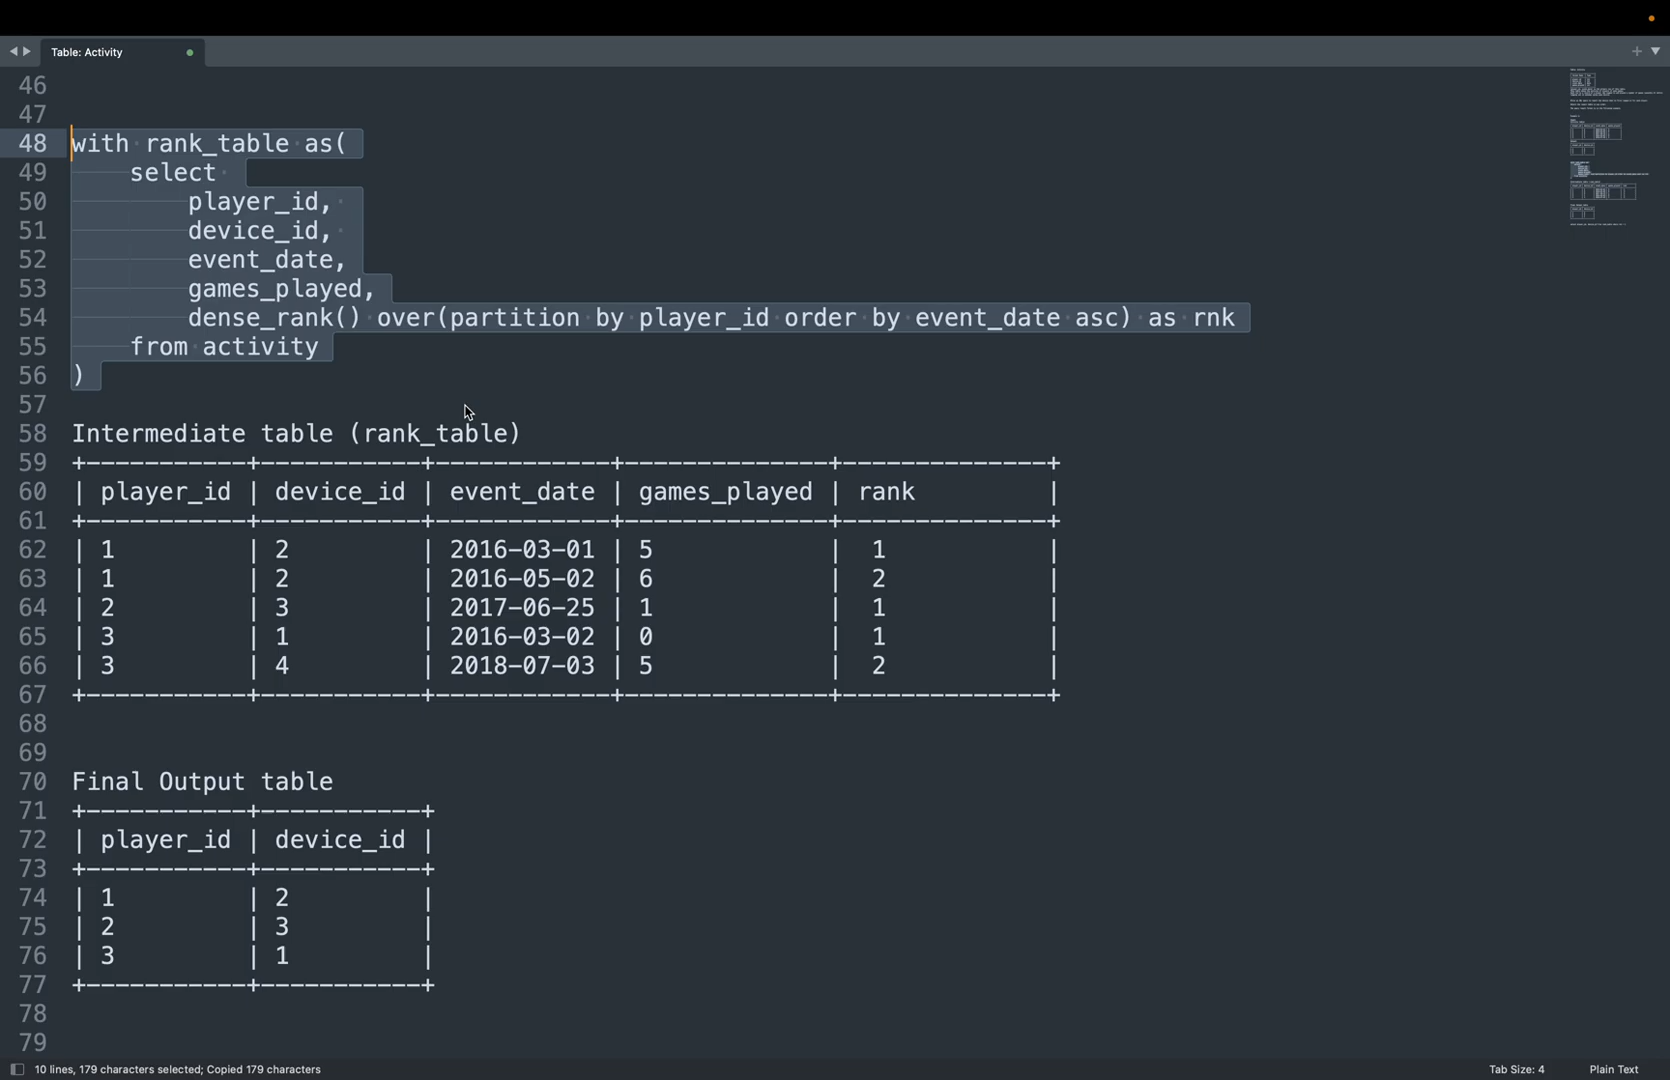 Table: Activity
46
47
48 with rank_table as(
49 select
50 player_id,
51 device_id,
52 event_date,
53 games_played,
54 dense_rank() over(partition by player_id order by event_date asc) as rnk
55 from activity
56 )
57
58 Intermediate table (rank_table)
59 +-----------+-----------+------------+--------------+--------------+
60 | player_id | device_id | event_date | games_played | rank |
61 +-----------+-----------+------------+--------------+--------------+
62 | 1 | 2 | 2016-03-01 | 5 | 1 |
63 | 1 | 2 | 2016-05-02 | 6 | 2 |
64 | 2 | 3 | 2017-06-25 | 1 | 1 |
65 | 3 | 1 | 2016-03-02 | 0 | 1 |
66 | 3 | 4 | 2018-07-03 | 5 | 2 |
67 +-----------+-----------+------------+--------------+--------------+
68
69
70 Final Output table
71 +-----------+-----------+
72 | player_id | device_id |
73 +-----------+-----------+
74 | 1 | 2 |
75 | 2 | 3 |
76 | 3 | 1 |
77 +-----------+-----------+
78
79
10 lines, 179 characters selected; Copied 179 characters
Tab Size: 4
Plain Text